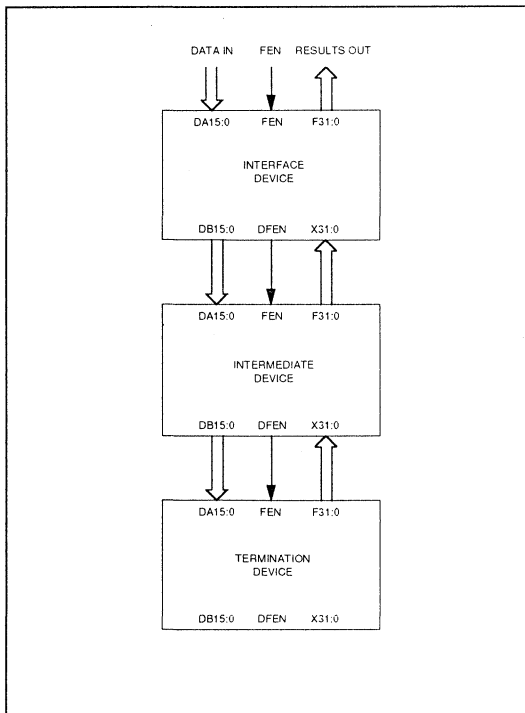 DATA IN FEN RESULTS OUT
DA15:0 FEN F31:0
INTERFACE
DEVICE
DB15:0 DFEN X31:0
DA15:0 FEN F31:0
INTERMEDIATE
DEVICE
DB15:0 DFEN X31:0
DA15:0 FEN F31:0
TERMINATION
DEVICE
DB15:0 DFEN X31:0